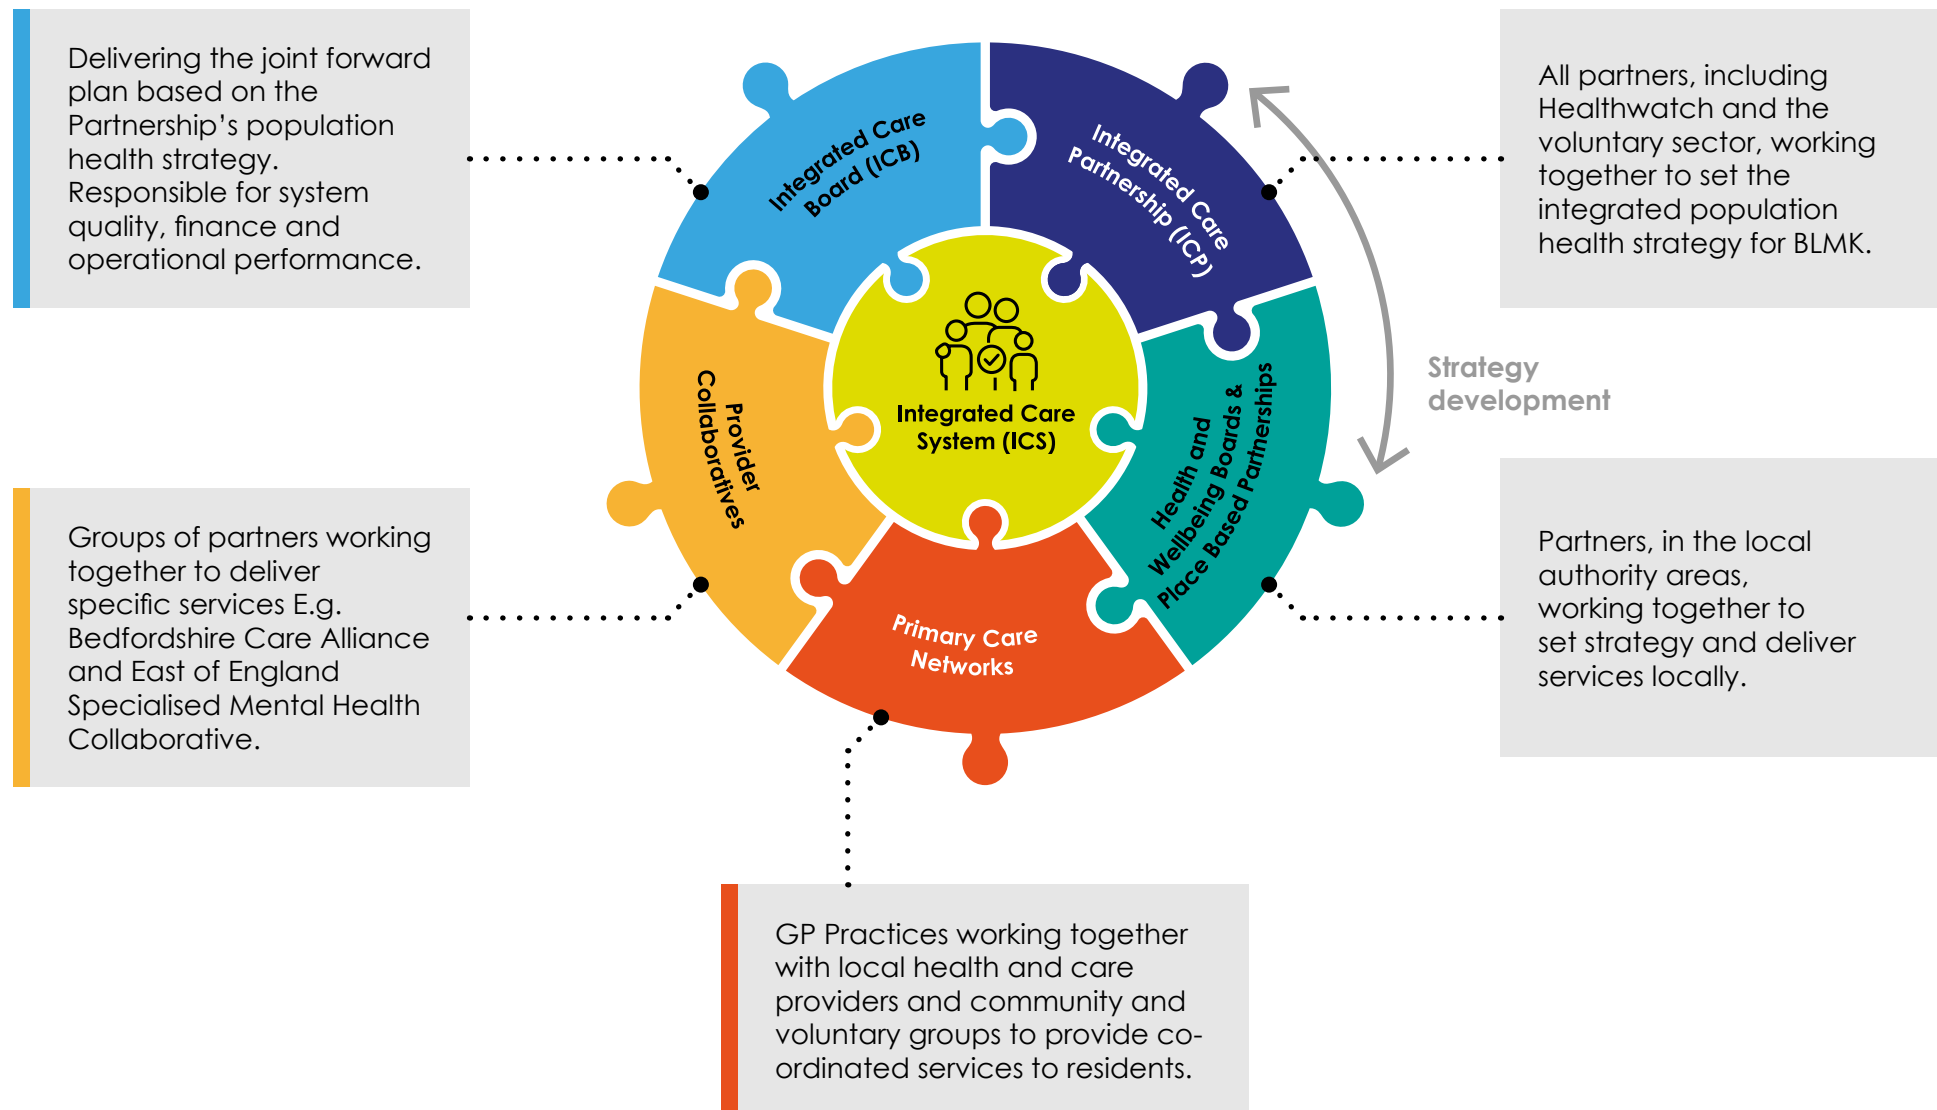 Delivering the joint forward
plan based on the
Partnership’s population
health strategy.
Responsible for system
quality, finance and
operational performance.
Integrated Care
Board (ICB)
Integrated Care
Partnership (ICP)
All partners, including
Healthwatch and the
voluntary sector, working
together to set the
integrated population
health strategy for BLMK.
Strategy
development
Integrated Care
System (ICS)
Provider
Collaboratives
Health and
Wellbeing Boards &
Place Based Partnerships
Groups of partners working
together to deliver
specific services E.g.
Bedfordshire Care Alliance
and East of England
Specialised Mental Health
Collaborative.
Partners, in the local
authority areas,
working together to
set strategy and deliver
services locally.
Primary Care
Networks
GP Practices working together
with local health and care
providers and community and
voluntary groups to provide co-
ordinated services to residents.